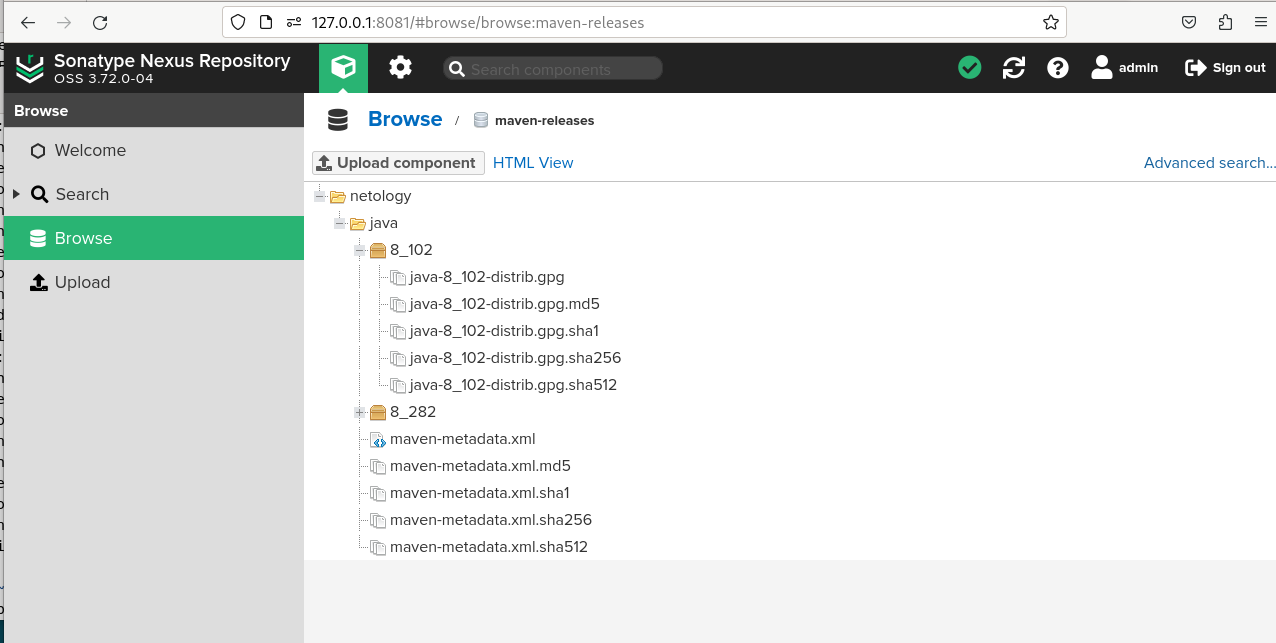 127.0.0.1:8081/#browse/browse:maven-releases
Sonatype Nexus Repository
OSS 3.72.0-04
Search components
admin
Sign out
Browse
Welcome
Search
Browse
Upload
Browse / maven-releases
Upload component
HTML View
Advanced search...
netology
java
8_102
java-8_102-distrib.gpg
java-8_102-distrib.gpg.md5
java-8_102-distrib.gpg.sha1
java-8_102-distrib.gpg.sha256
java-8_102-distrib.gpg.sha512
8_282
maven-metadata.xml
maven-metadata.xml.md5
maven-metadata.xml.sha1
maven-metadata.xml.sha256
maven-metadata.xml.sha512